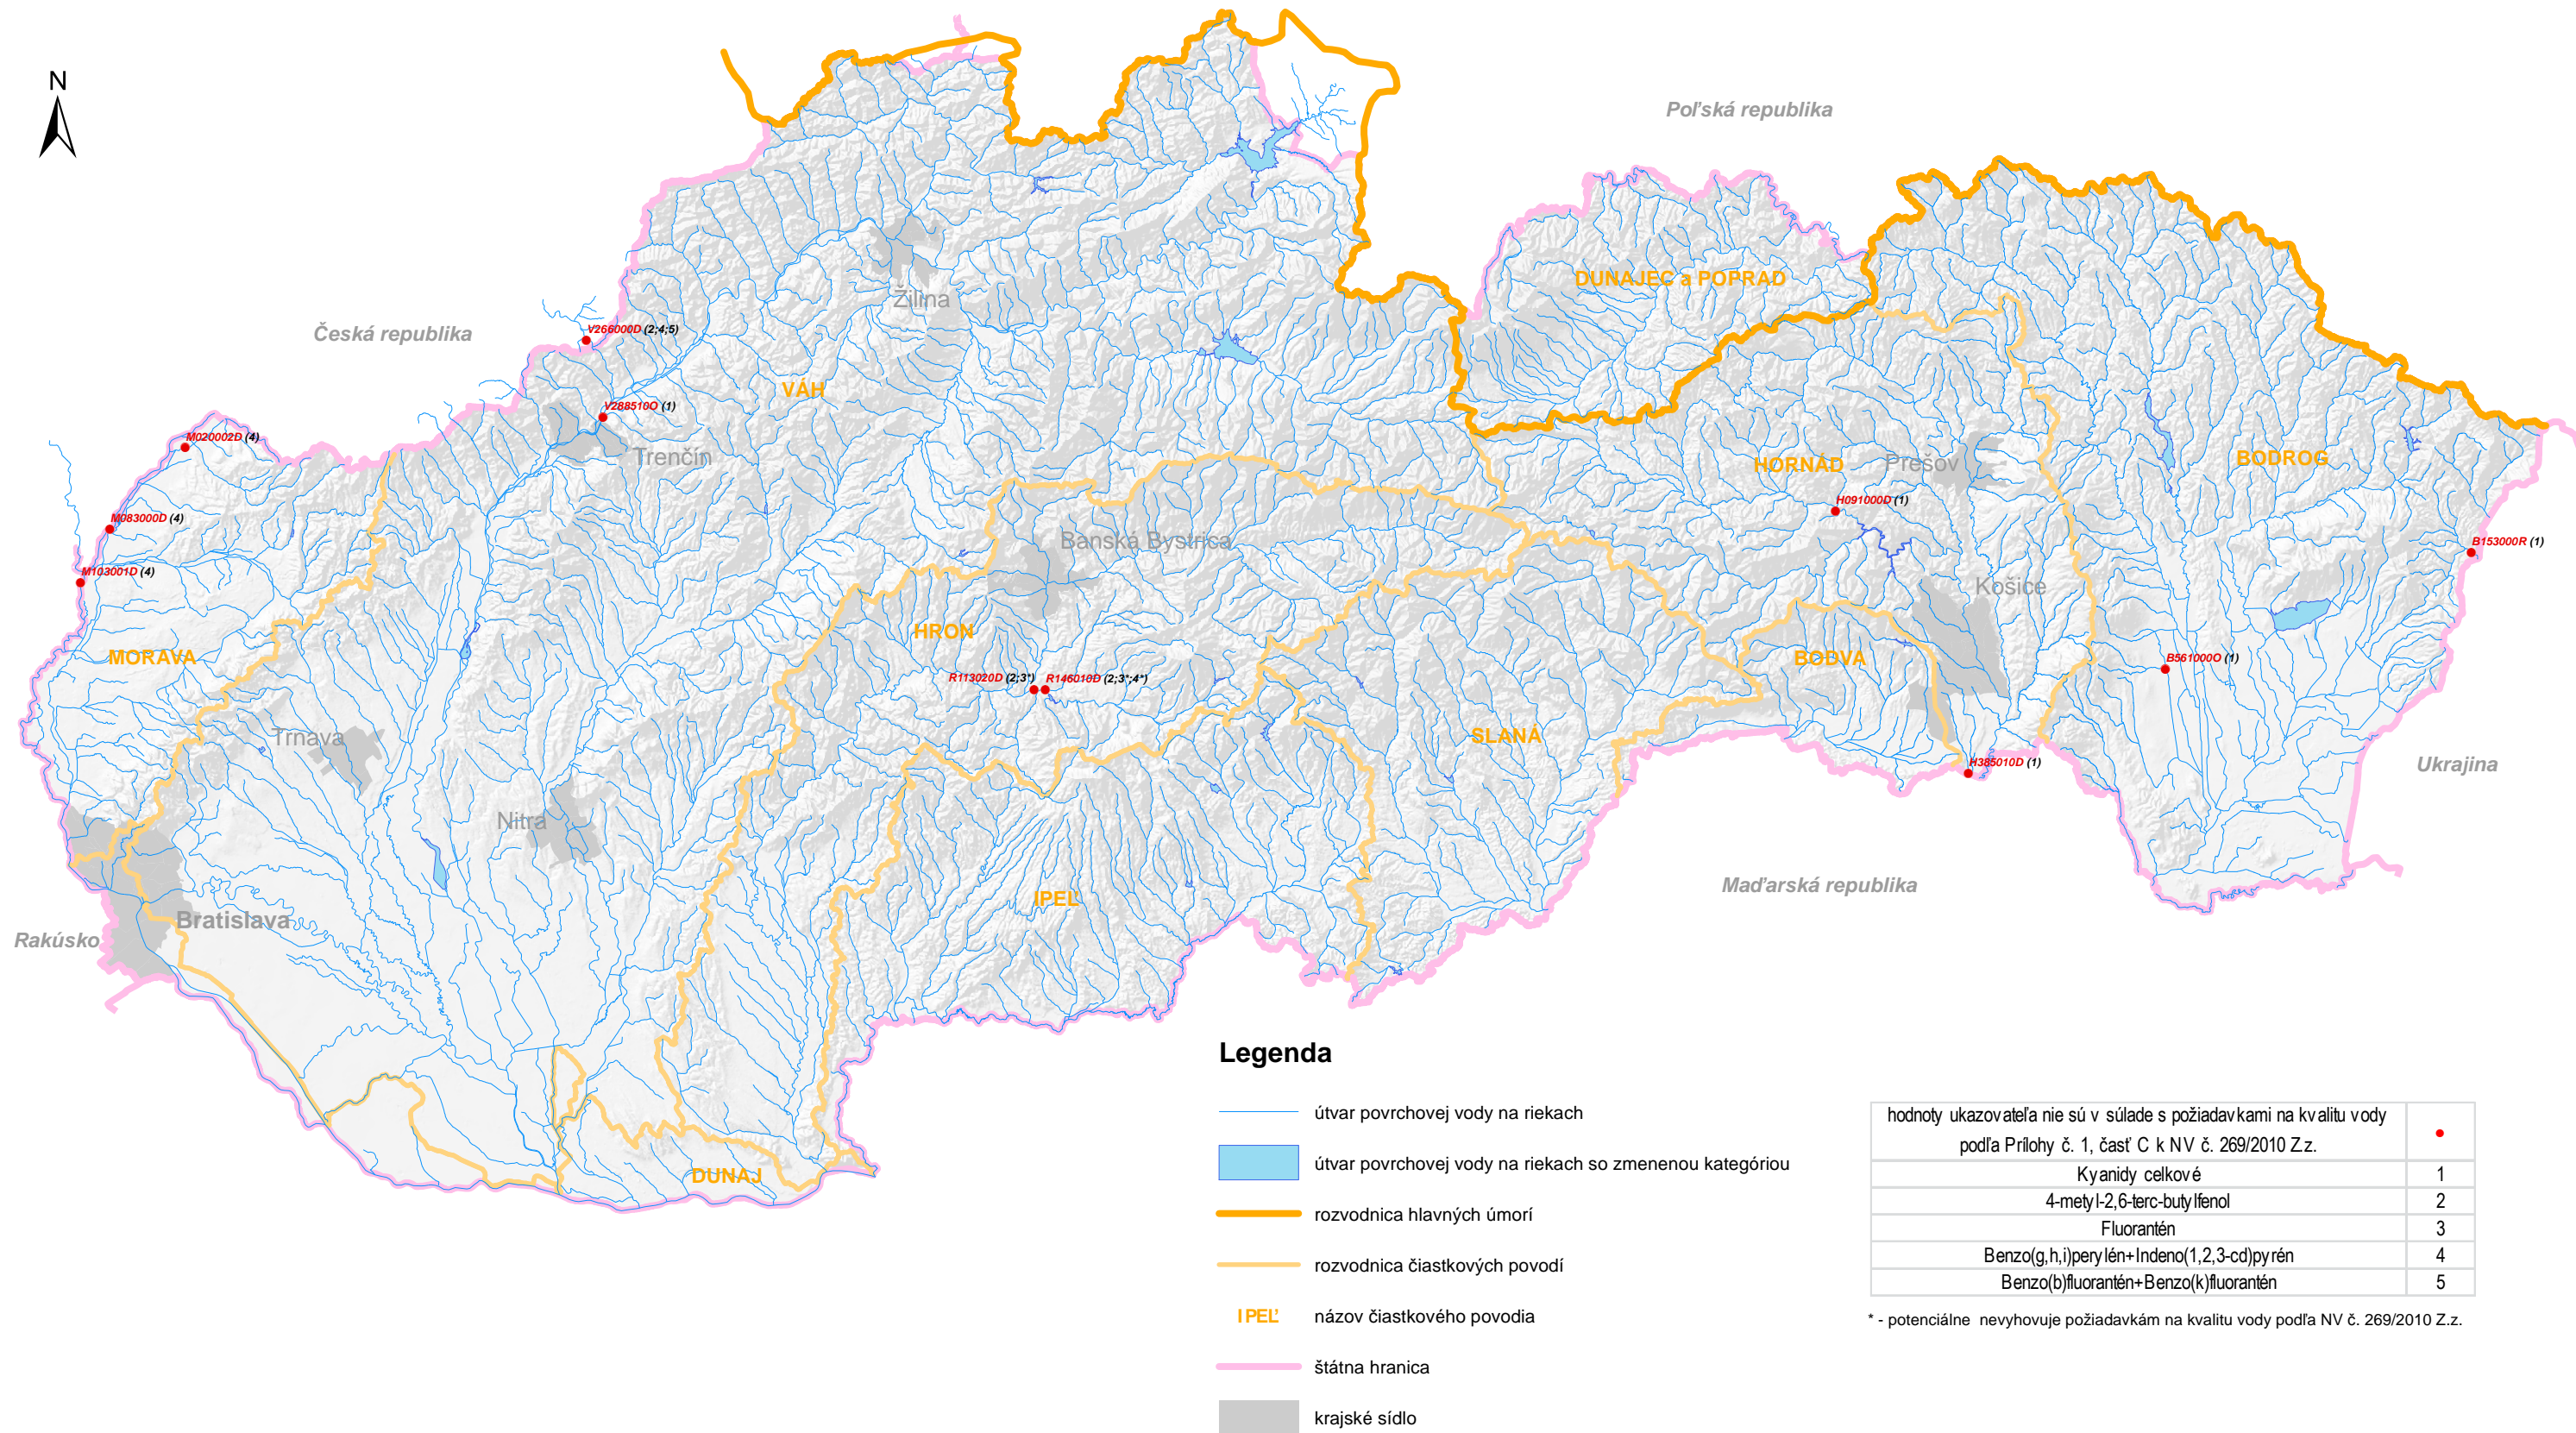 N
Poľská republika
DUNAJEC a POPRAD
Žilina
Česká republika
V266000D (2;4;5)
VÁH
V288510O (1)
M020002D (4)
Trenčín
HORNÁD
Prešov
BODROG
H091000D (1)
M083000D (4)
Banská Bystrica
B153000R (1)
M103001D (4)
Košice
HRON
MORAVA
BODVA
B561000O (1)
R113020D (2;3*)
R146010D (2;3*;4*)
Trnava
SLANÁ
H385010D (1)
Ukrajina
Nitra
Maďarská republika
IPEĽ
Bratislava
Rakúsko
DUNAJ
Legenda
útvar povrchovej vody na riekach
útvar povrchovej vody na riekach so zmenenou kategóriou
rozvodnica hlavných úmorí
rozvodnica čiastkových povodí
IPEĽ názov čiastkového povodia
štátna hranica
krajské sídlo
hodnoty ukazovateľa nie sú v súlade s požiadavkami na kvalitu vody
podľa Prílohy č. 1, časť C k NV č. 269/2010 Z.z.
Kyanidy celkové 1
4-metyl-2,6-terc-butylfenol 2
Fluorantén 3
Benzo(g,h,i)perylén+Indeno(1,2,3-cd)pyrén 4
Benzo(b)fluorantén+Benzo(k)fluorantén 5
* - potenciálne nevyhovuje požiadavkám na kvalitu vody podľa NV č. 269/2010 Z.z.